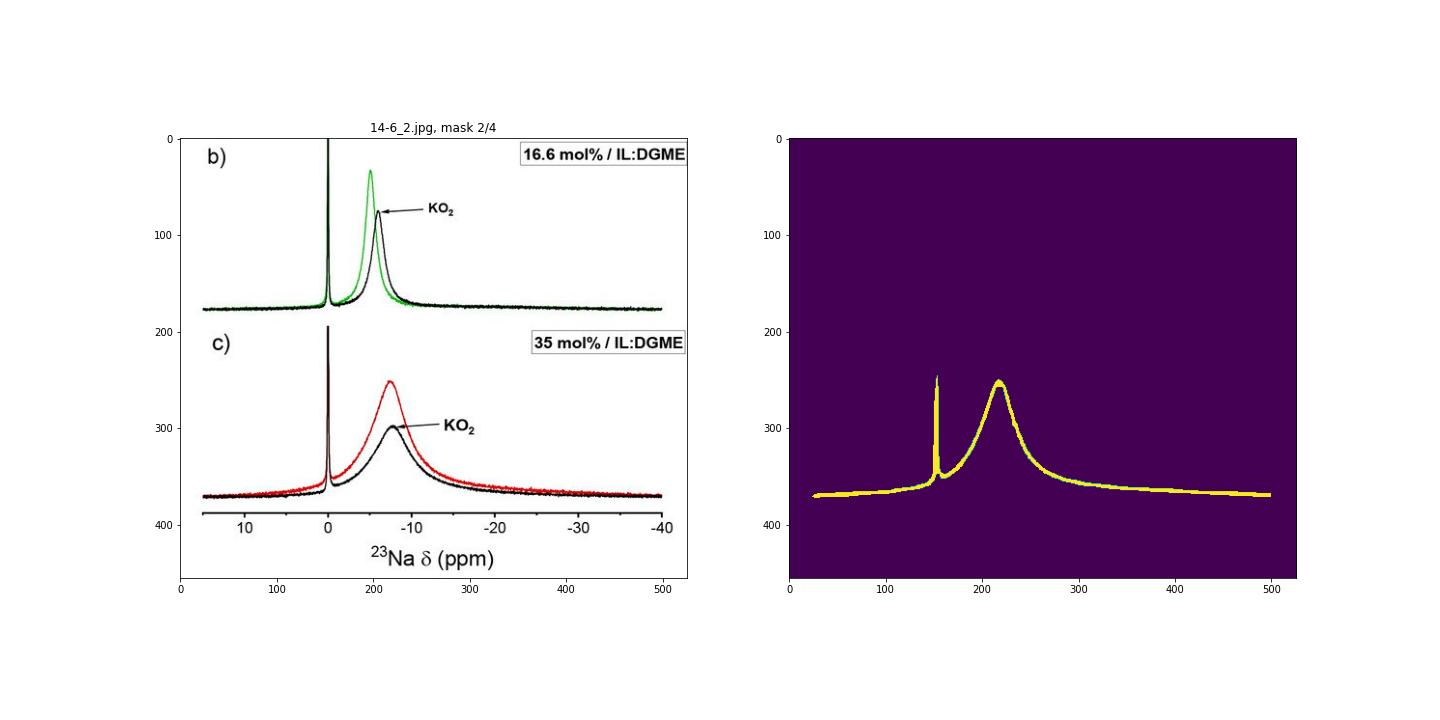 14-6_2.jpg, mask 2/4
0
100
200
300
400
b)
16.6 mol% / IL:DGME
KO2
c)
35 mol% / IL:DGME
KO2
10 0 -10 -20 -30 -40
23Na δ (ppm)
0 100 200 300 400 500
0
100
200
300
400
0 100 200 300 400 500